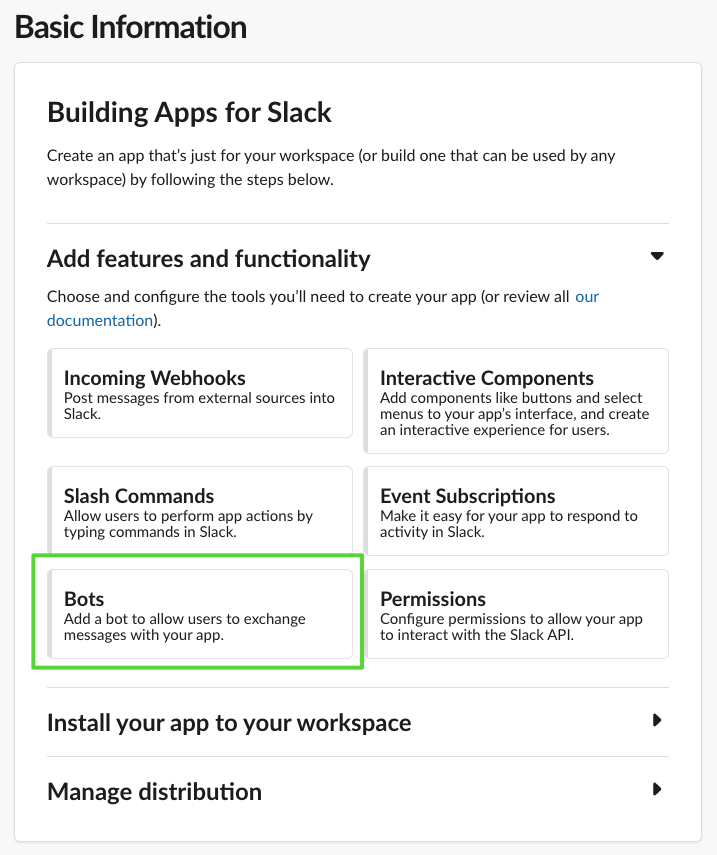 Basic Information
Building Apps for Slack
Create an app that’s just for your workspace (or build one that can be used by any
workspace) by following the steps below.
Add features and functionality
Choose and configure the tools you’ll need to create your app (or review all our
documentation).
Incoming Webhooks
Post messages from external sources into
Slack.
Interactive Components
Add components like buttons and select
menus to your app’s interface, and create
an interactive experience for users.
Slash Commands
Allow users to perform app actions by
typing commands in Slack.
Event Subscriptions
Make it easy for your app to respond to
activity in Slack.
Bots
Add a bot to allow users to exchange
messages with your app.
Permissions
Configure permissions to allow your app
to interact with the Slack API.
Install your app to your workspace
Manage distribution